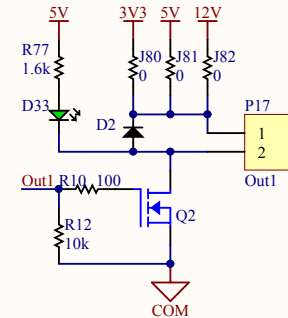 5V 3V3 5V 12V
R77
1.6k
J80
0
J81
0
J82
0
D33
D2
P17
1
2
Out1
Out1 R10 100
Q2
R12
10k
COM